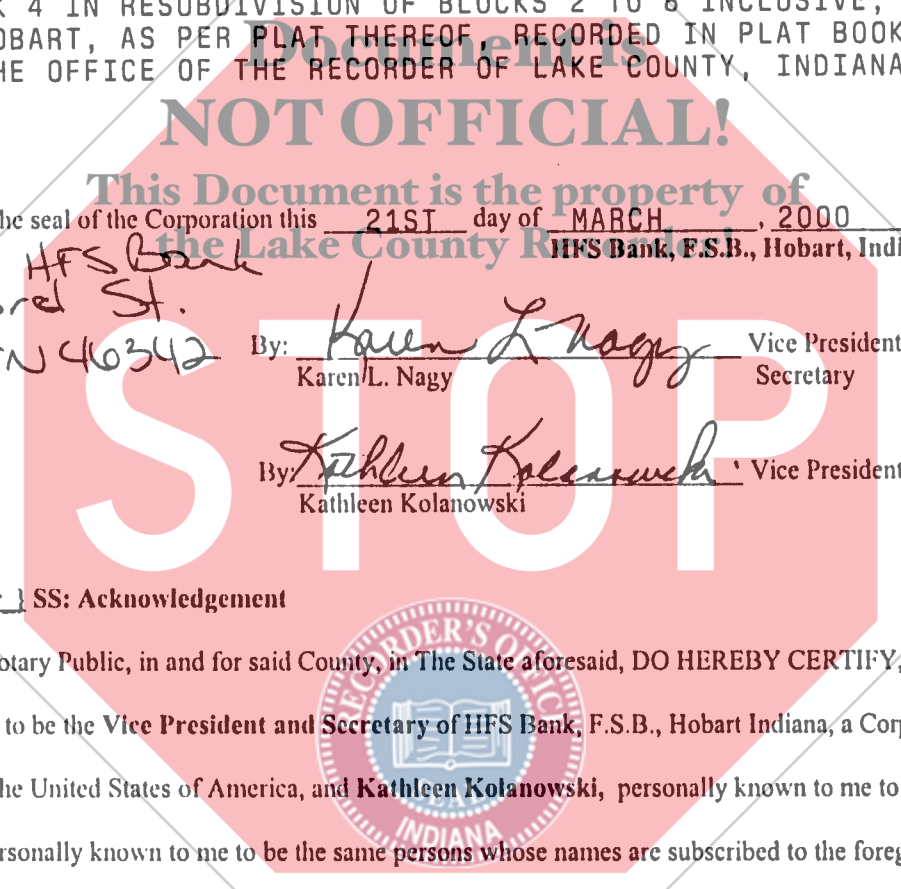 K 4 IN RESUBDIVISION OF BLOCKS 2 TO 8 INCLUSIVE,
OBART, AS PER PLAT THEREOF, RECORDED IN PLAT BOOK
HE OFFICE OF THE RECORDER OF LAKE COUNTY, INDIANA
Document is
NOT OFFICIAL!
This Document is the property of
the Lake County Recorder!
he seal of the Corporation this 21ST day of MARCH, 2000
HFS Bank, F.S.B., Hobart, Indi
HFS Bank
rd St.
N 46342
By: Karen L Nagy Vice President
Karen L. Nagy Secretary
STOP
By: Kathleen Kolanowski Vice President
Kathleen Kolanowski
} SS: Acknowledgement
otary Public, in and for said County, in The State aforesaid, DO HEREBY CERTIFY,
to be the Vice President and Secretary of HFS Bank, F.S.B., Hobart Indiana, a Corp
he United States of America, and Kathleen Kolanowski, personally known to me to
rsonally known to me to be the same persons whose names are subscribed to the foreg
RECORDER'S OFFICE
SEAL
INDIANA